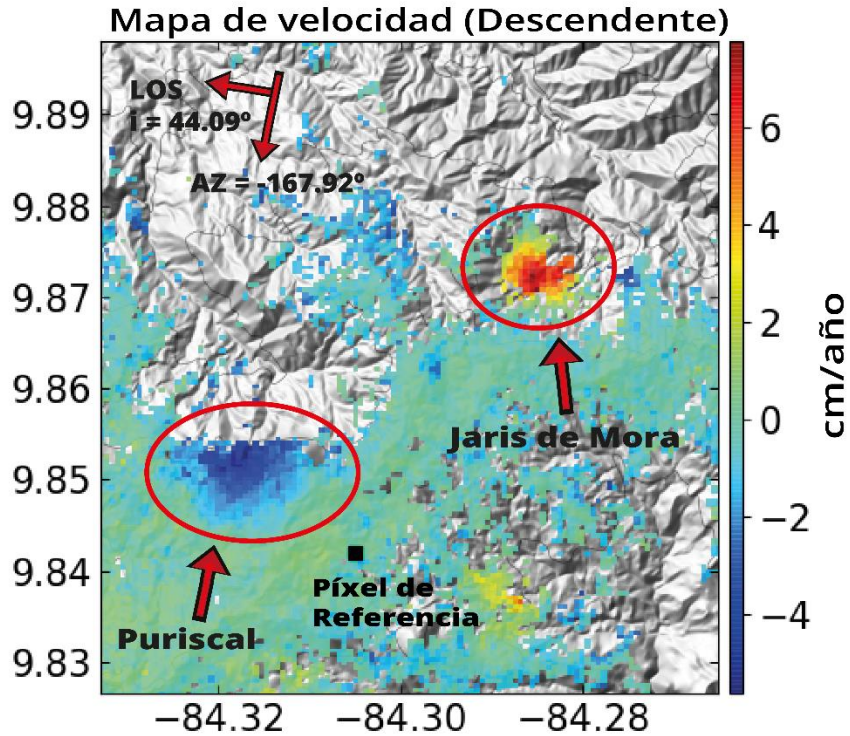 Mapa de velocidad (Descendente)
LOS
i = 44.09º
AZ = -167.92º
9.89
9.88
9.87
9.86
9.85
9.84
9.83
Jaris de Mora
Píxel de
Referencia
Puriscal
−84.32
−84.30
−84.28
6
4
2
0
−2
−4
cm/año